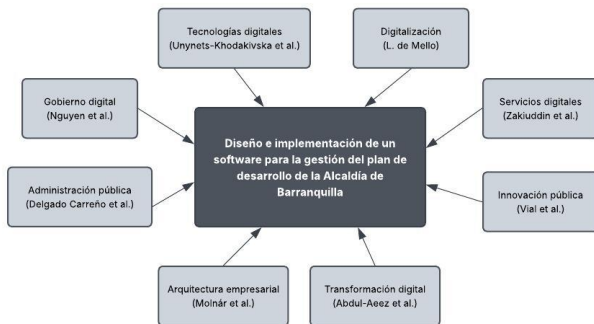 Tecnologías digitales
(Unynets-Khodakivska et al.)
Digitalización
(L. de Mello)
Gobierno digital
(Nguyen et al.)
Servicios digitales
(Zakiuddin et al.)
Diseño e implementación de un
software para la gestión del plan de
desarrollo de la Alcaldía de
Barranquilla
Administración pública
(Delgado Carreño et al.)
Innovación pública
(Vial et al.)
Arquitectura empresarial
(Molnár et al.)
Transformación digital
(Abdul-Aeez et al.)